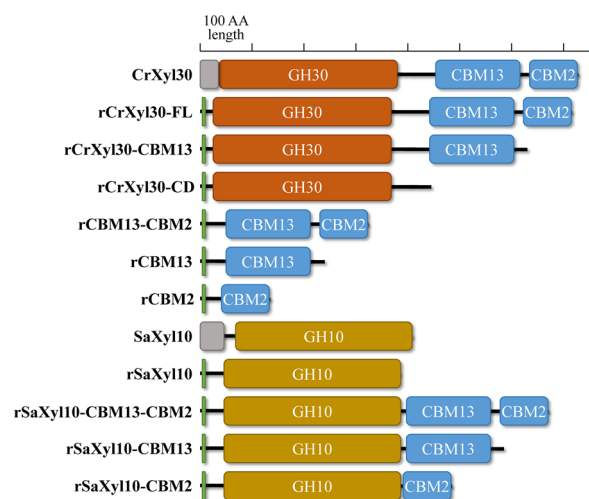 100 AA
length
CrXyl30 GH30 CBM13 CBM2
rCrXyl30-FL GH30 CBM13 CBM2
rCrXyl30-CBM13 GH30 CBM13
rCrXyl30-CD GH30
rCBM13-CBM2 CBM13 CBM2
rCBM13 CBM13
rCBM2 CBM2
SaXyl10 GH10
rSaXyl10 GH10
rSaXyl10-CBM13-CBM2 GH10 CBM13 CBM2
rSaXyl10-CBM13 GH10 CBM13
rSaXyl10-CBM2 GH10 CBM2